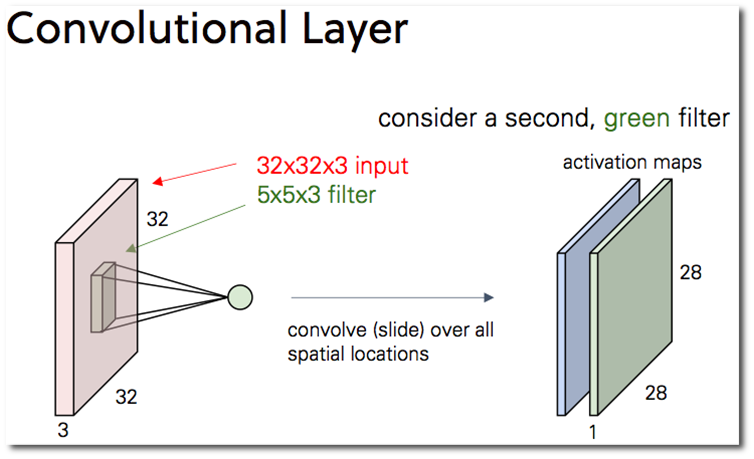 Convolutional Layer
consider a second, green filter
32x32x3 input
5x5x3 filter
activation maps
32
28
convolve (slide) over all
spatial locations
32
28
3
1